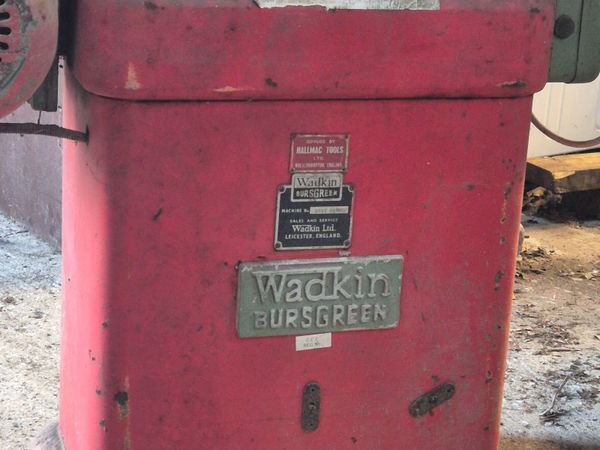 SUPPLIED BY
HALLMAC TOOLS
LTD
WOLVERHAMPTON ENGLAND
Wadkin
BURSGREEN
MACHINE No
SALES AND SERVICE
Wadkin Ltd.
LEICESTER, ENGLAND.
Wadkin
BURSGREEN